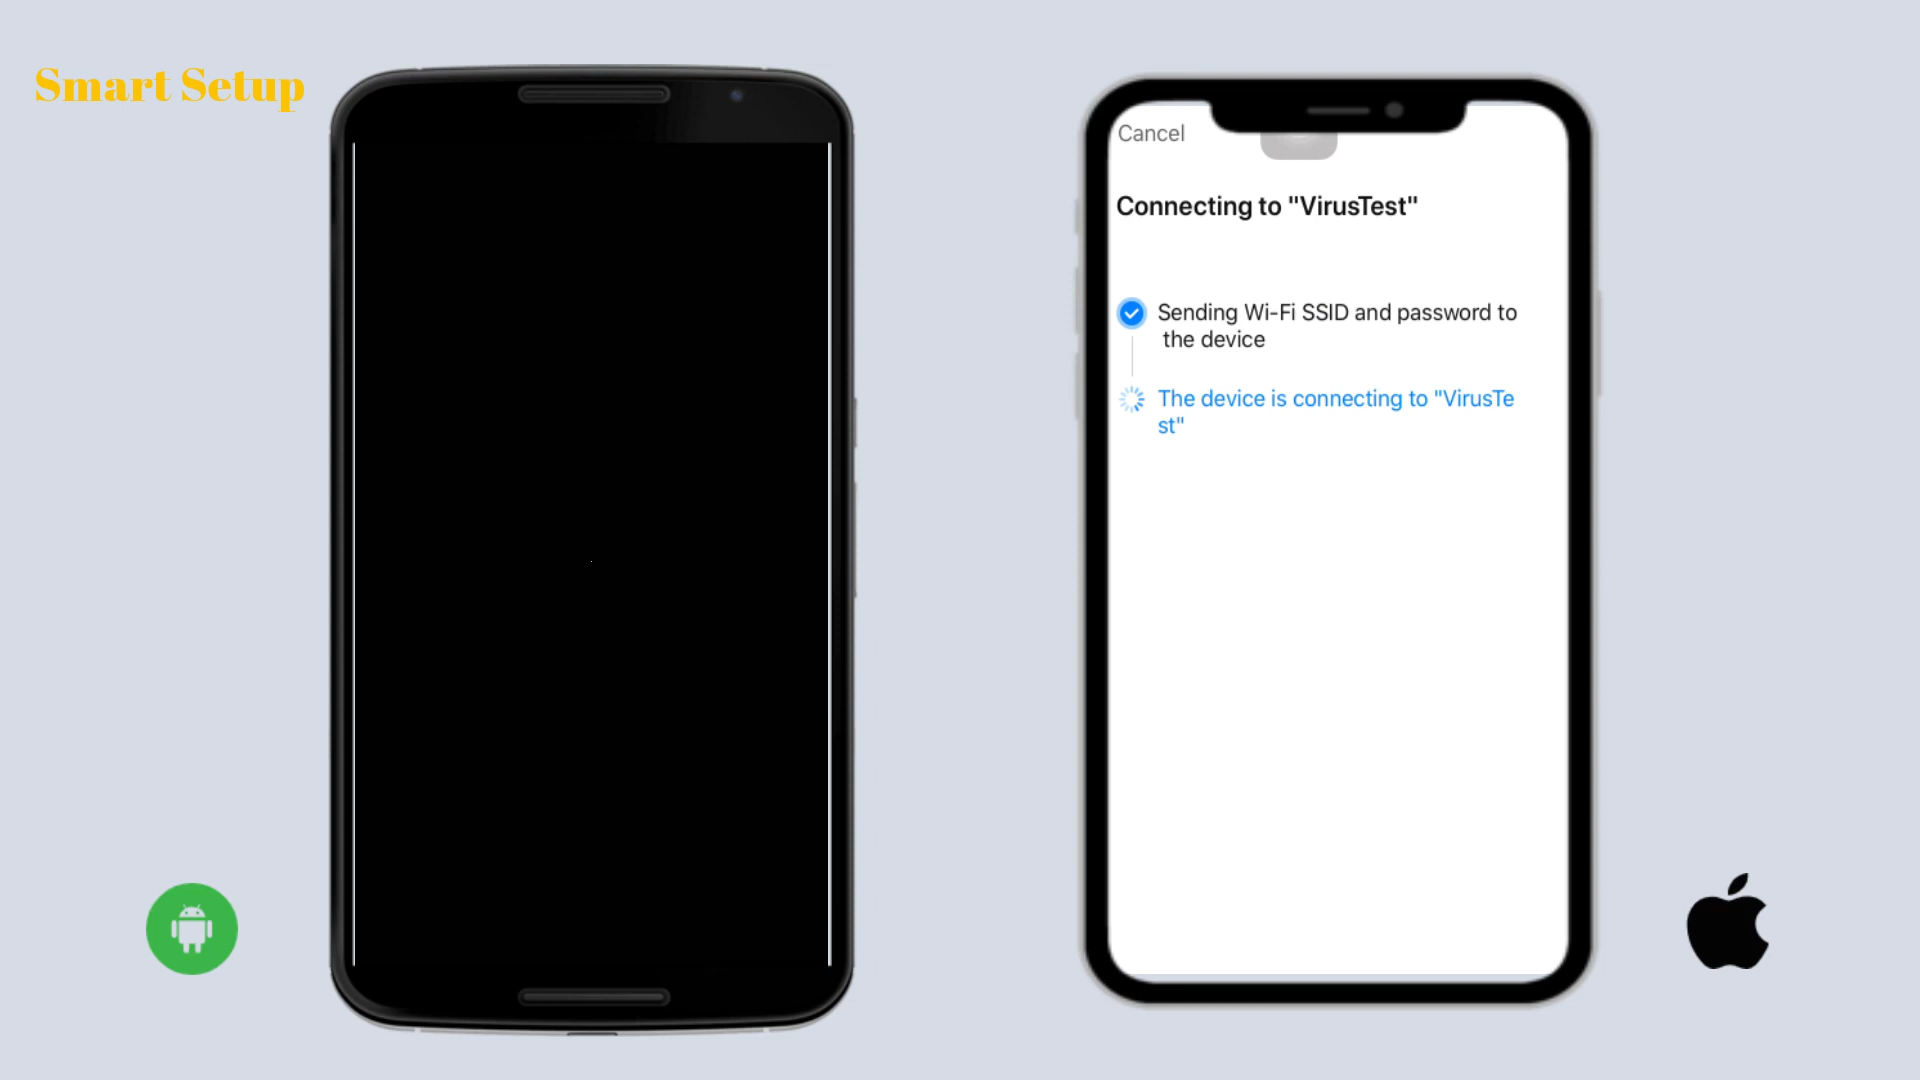 Smart Setup
Cancel
Connecting to "VirusTest"
Sending Wi-Fi SSID and password to
the device
The device is connecting to "VirusTe
st"